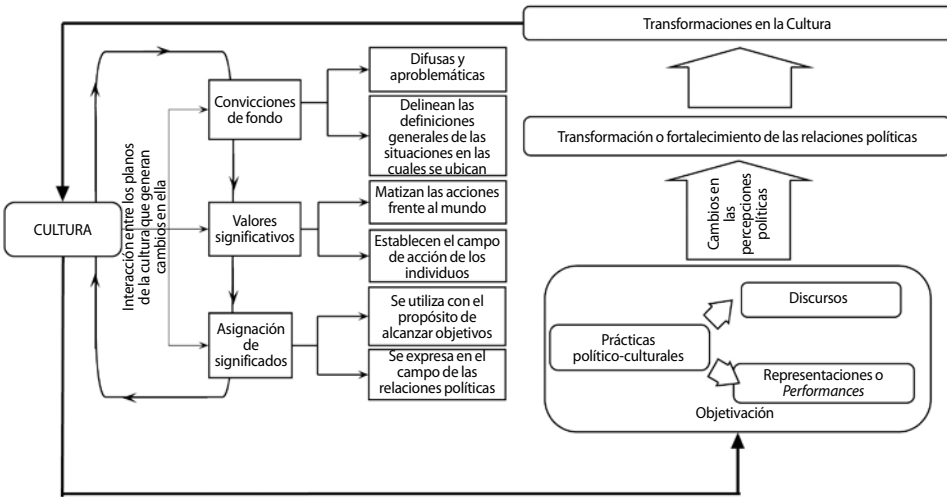 CULTURA
Interacción entre los planos
de la cultura que generan
cambios en ella
Convicciones
de fondo
Difusas y
aproblemáticas
Delinean las
definiciones
generales de las
situaciones en las
cuales se ubican
Valores
significativos
Matizan las acciones
frente al mundo
Establecen el campo
de acción de los
individuos
Asignación
de
significados
Se utiliza con el
propósito de
alcanzar objetivos
Se expresa en el
campo de las
relaciones políticas
Transformaciones en la Cultura
Transformación o fortalecimiento de las relaciones políticas
Cambios en
las
percepciones
políticas
Prácticas
político-culturales
Discursos
Representaciones o
Performances
Objetivación